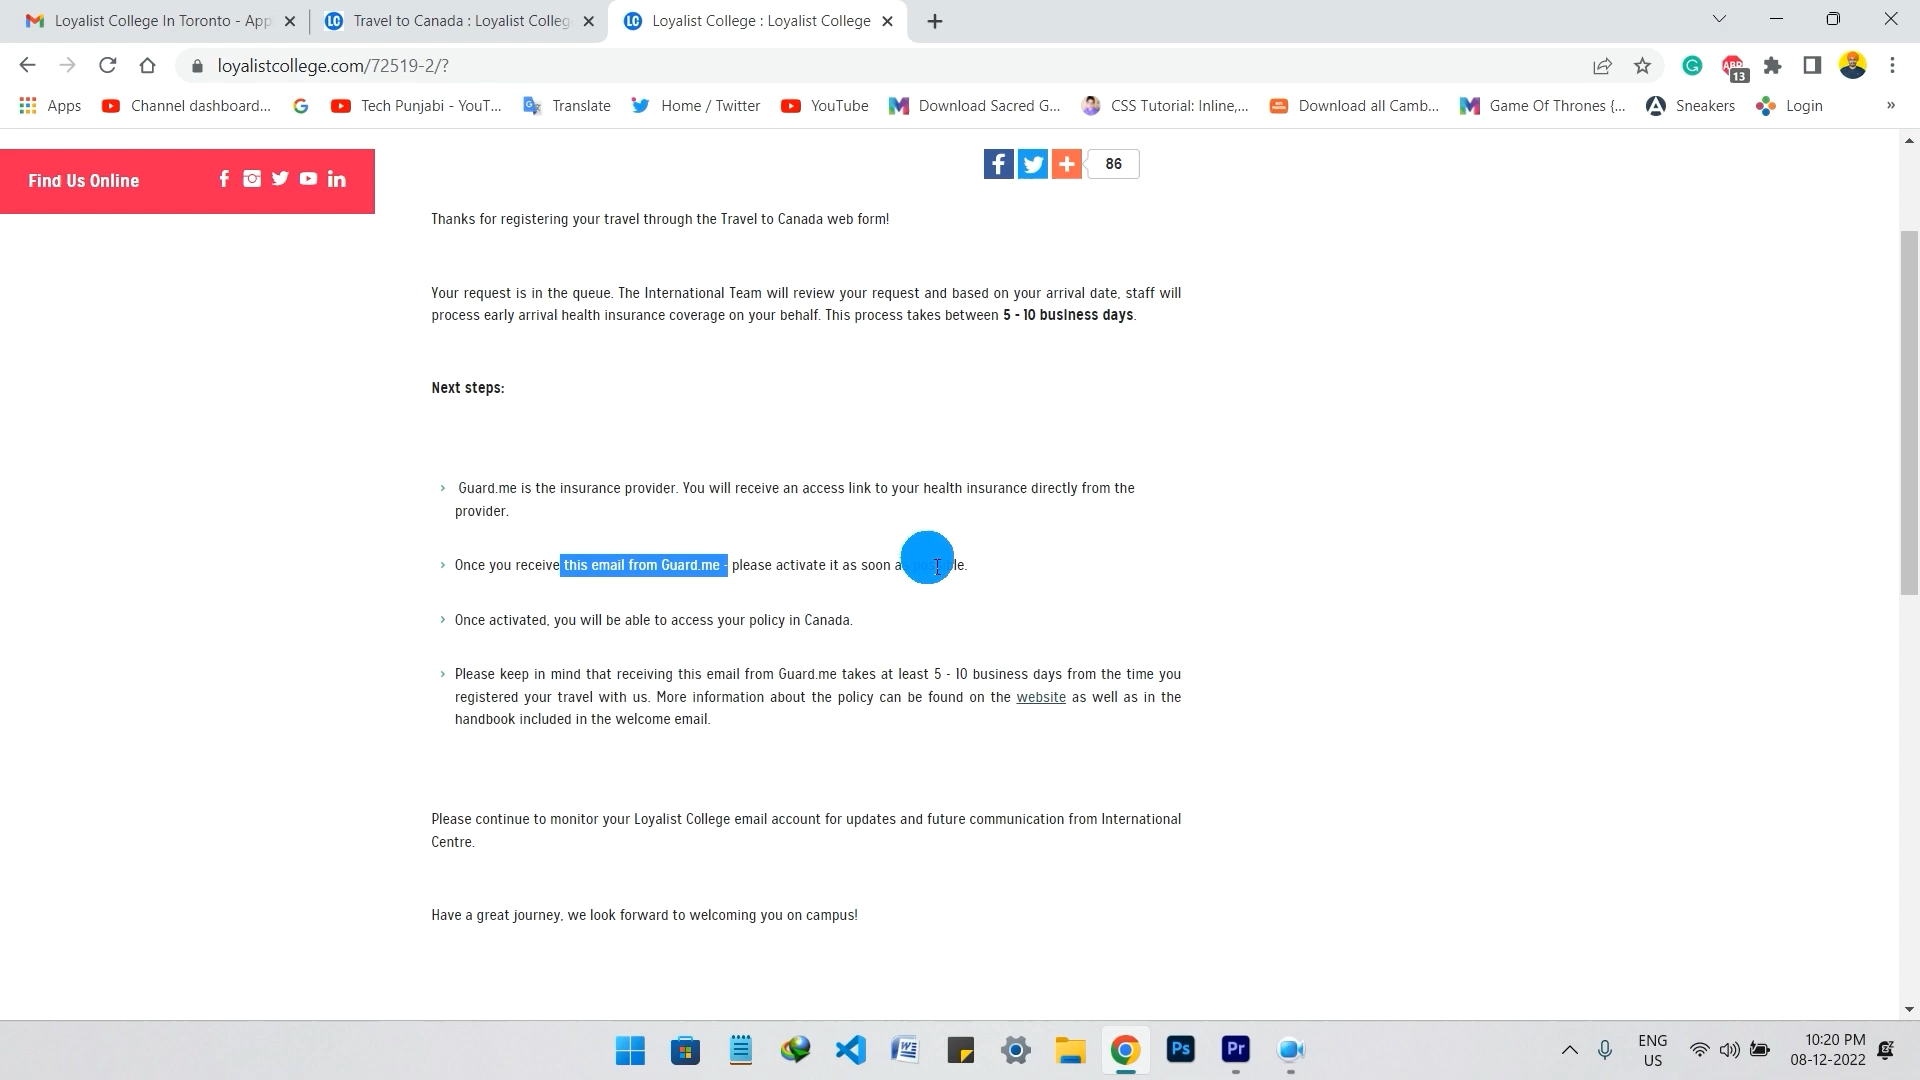 Loyalist College In Toronto - App
Travel to Canada : Loyalist Colleg
Loyalist College : Loyalist College
loyalistcollege.com/72519-2/?
13
Apps
Channel dashboard...
Tech Punjabi - YouT...
Translate
Home / Twitter
YouTube
Download Sacred G...
CSS Tutorial: Inline,...
Download all Camb...
Game Of Thrones {...
Sneakers
Login
»
Find Us Online
86
Thanks for registering your travel through the Travel to Canada web form!
Your request is in the queue. The International Team will review your request and based on your arrival date, staff will
process early arrival health insurance coverage on your behalf. This process takes between 5 - 10 business days.
Next steps:
Guard.me is the insurance provider. You will receive an access link to your health insurance directly from the
provider.
Once you receive this email from Guard.me - please activate it as soon as possible.
Once activated, you will be able to access your policy in Canada.
Please keep in mind that receiving this email from Guard.me takes at least 5 - 10 business days from the time you
registered your travel with us. More information about the policy can be found on the website as well as in the
handbook included in the welcome email.
Please continue to monitor your Loyalist College email account for updates and future communication from International
Centre.
Have a great journey, we look forward to welcoming you on campus!
Ps
Pr
ENG
US
10:20 PM
08-12-2022